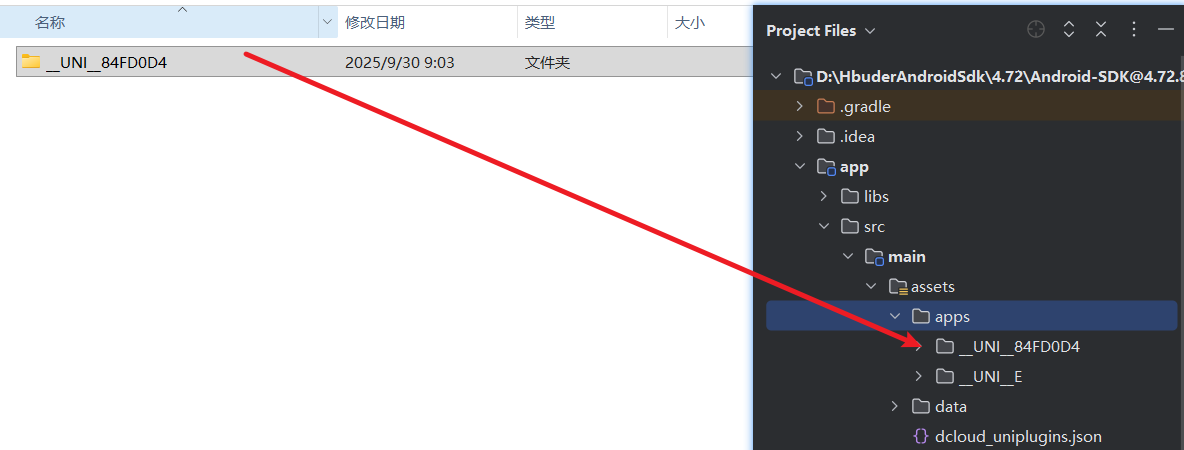 名称 修改日期 类型 大小
__UNI__84FD0D4 2025/9/30 9:03 文件夹
Project Files
D:\HbuderAndroidSdk\4.72\Android-SDK@4.72.8
.gradle
.idea
app
libs
src
main
assets
apps
__UNI__84FD0D4
__UNI__E
data
dcloud_uniplugins.json